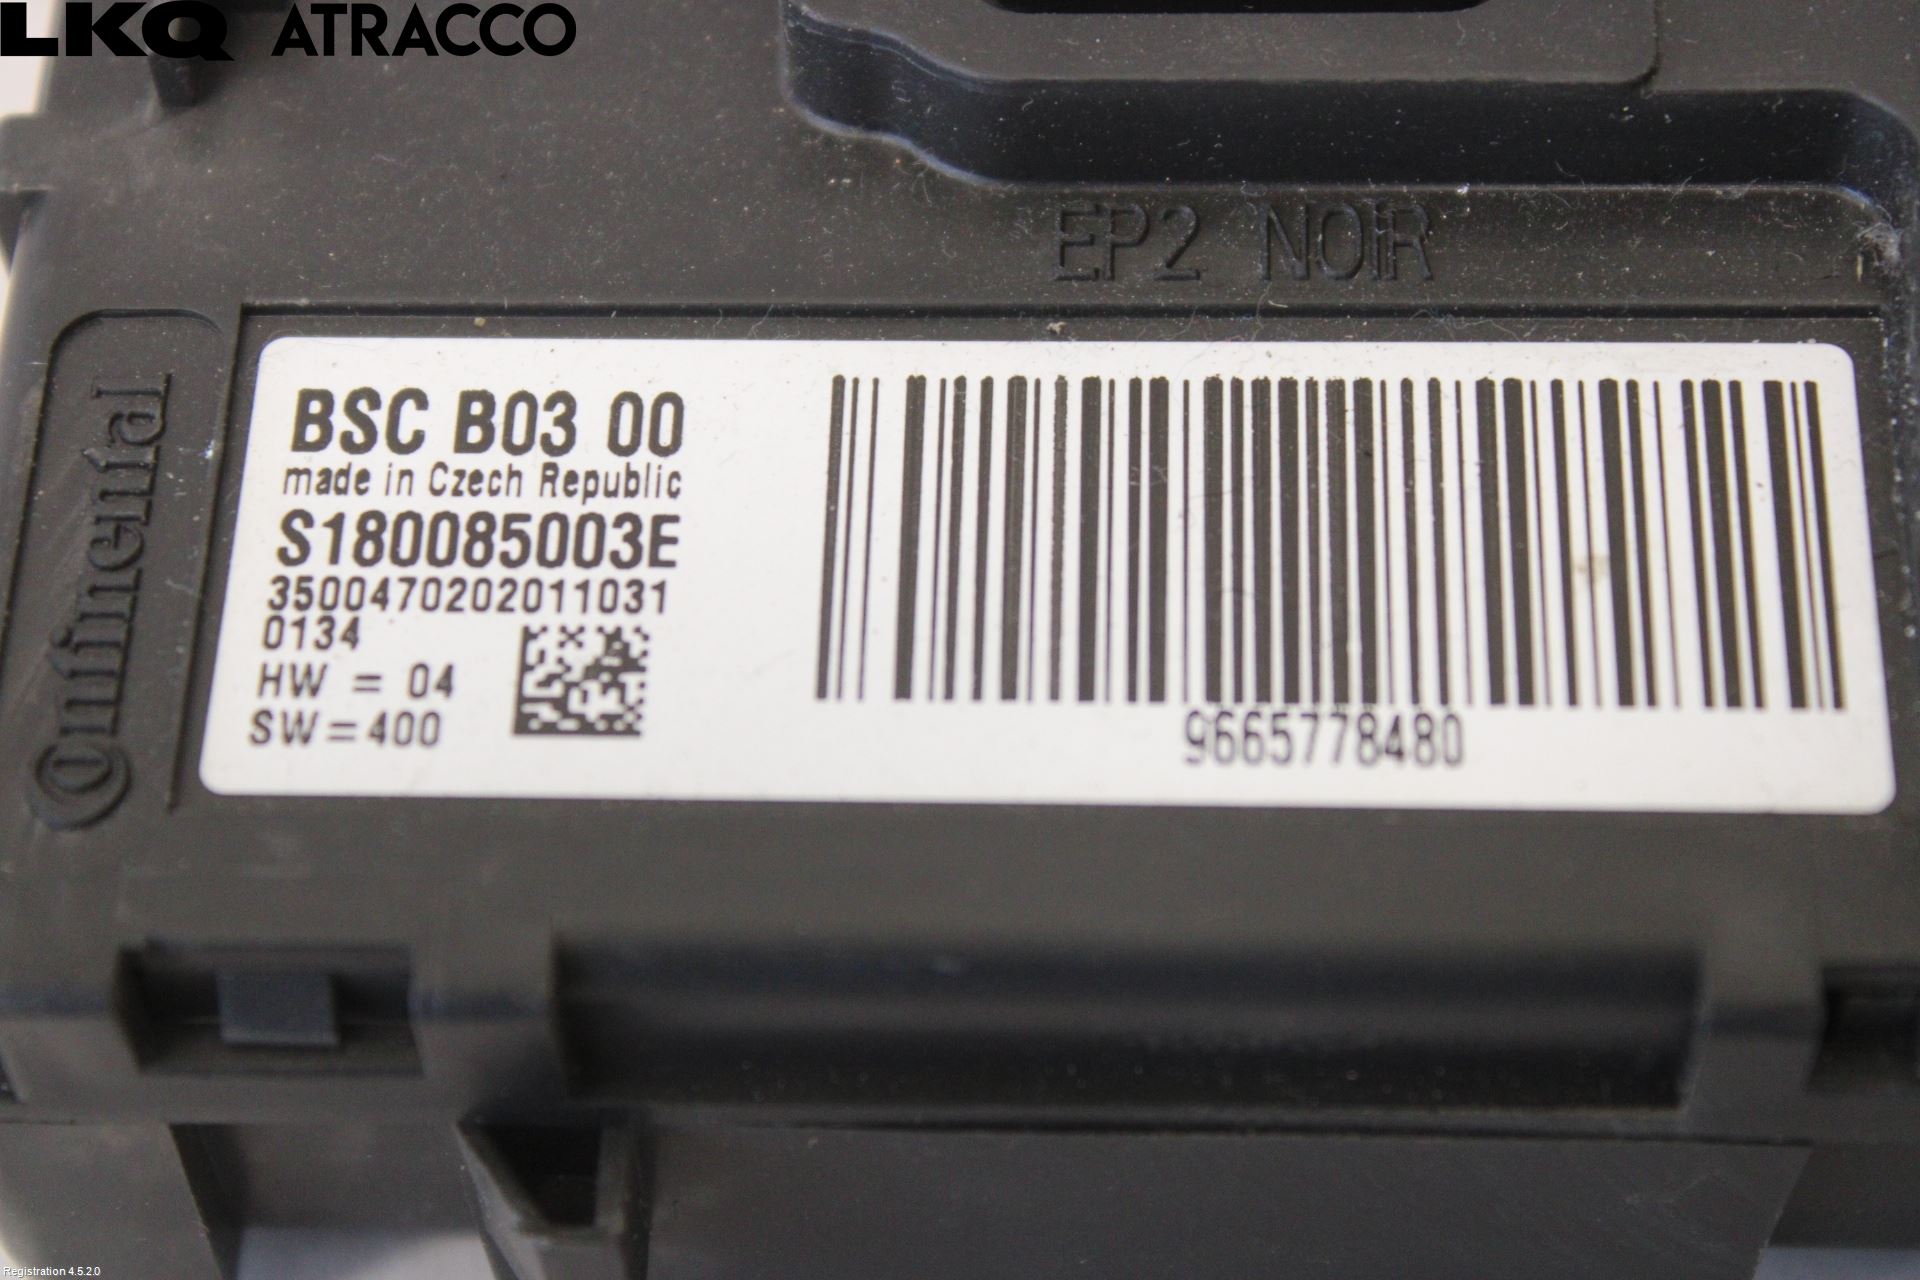 LKQ ATRACCO
EP2 NOIR
Continental
BSC B03 00
made in Czech Republic
S180085003E
3500470202011031
0134
HW = 04
SW=400
9665778480
Registration 4.5.2.0